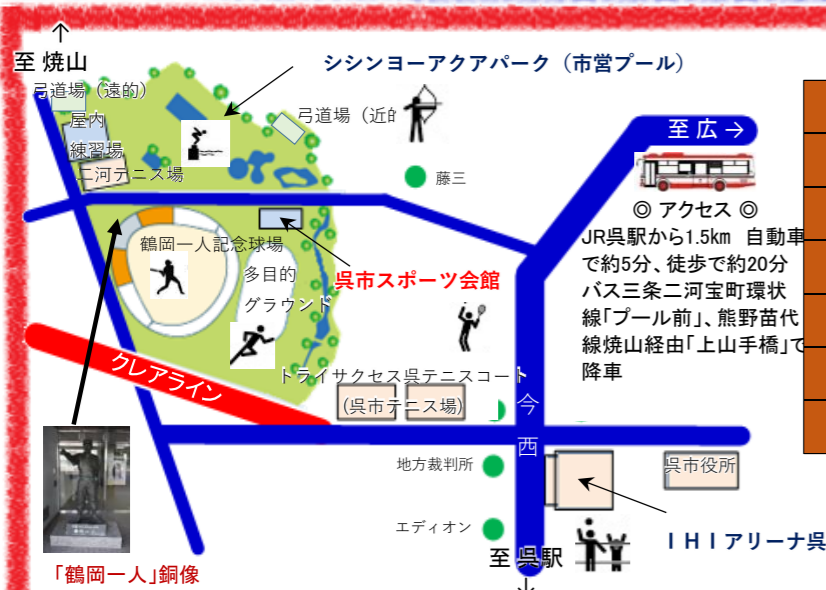 ↑
至 焼山
シシンヨーアクアパーク（市営プール）
弓道場（遠的）
屋内
練習場
二河テニス場
弓道場（近的
藤三
至 広 →
◎ アクセス ◎
JR呉駅から1.5km 自動車
で約5分、徒歩で約20分
バス三条二河宝町環状
線「プール前」、熊野苗代
線焼山経由「上山手橋」で
降車
鶴岡一人記念球場
多目的
グラウンド
呉市スポーツ会館
クレアライン
トライサクセス呉テニスコート
(呉市テニス場)
今
西
地方裁判所
呉市役所
エディオン
至 呉駅
↓
ＩＨＩアリーナ呉
「鶴岡一人」銅像